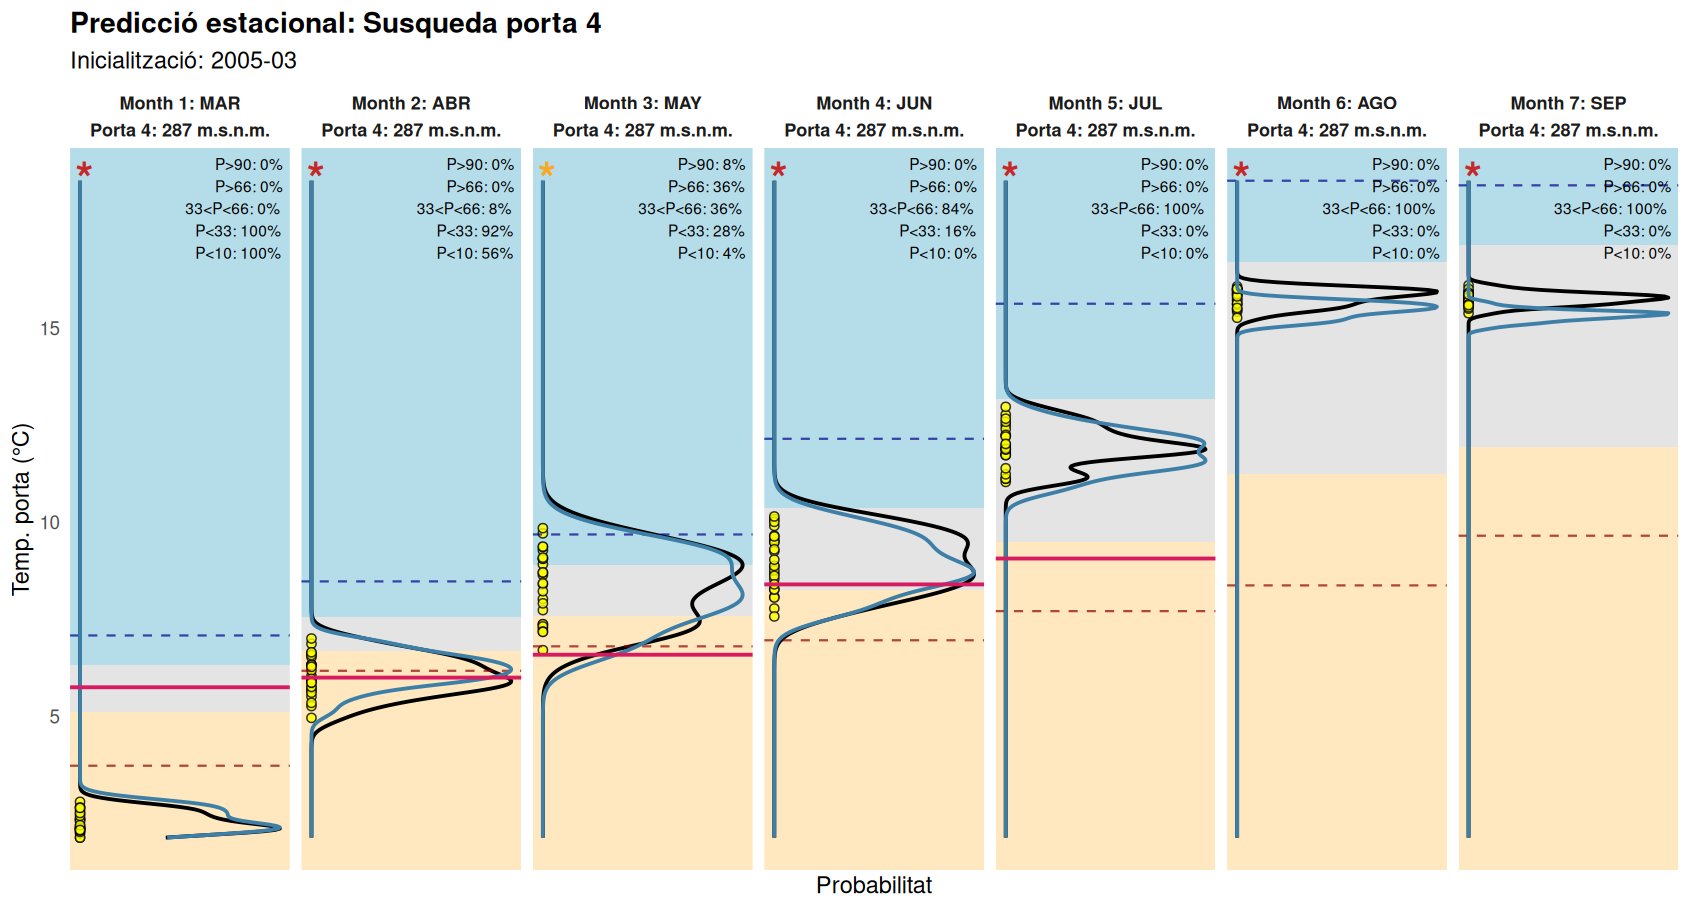 Predicció estacional: Susqueda porta 4
Inicialització: 2005-03
Month 1: MAR
Porta 4: 287 m.s.n.m.
Month 2: ABR
Porta 4: 287 m.s.n.m.
Month 3: MAY
Porta 4: 287 m.s.n.m.
Month 4: JUN
Porta 4: 287 m.s.n.m.
Month 5: JUL
Porta 4: 287 m.s.n.m.
Month 6: AGO
Porta 4: 287 m.s.n.m.
Month 7: SEP
Porta 4: 287 m.s.n.m.
*
P>90: 0%
P>66: 0%
33<P<66: 0%
P<33: 100%
P<10: 100%
*
P>90: 0%
P>66: 0%
33<P<66: 8%
P<33: 92%
P<10: 56%
*
P>90: 8%
P>66: 36%
33<P<66: 36%
P<33: 28%
P<10: 4%
*
P>90: 0%
P>66: 0%
33<P<66: 84%
P<33: 16%
P<10: 0%
*
P>90: 0%
P>66: 0%
33<P<66: 100%
P<33: 0%
P<10: 0%
*
P>90: 0%
P>66: 0%
33<P<66: 100%
P<33: 0%
P<10: 0%
*
P>90: 0%
P>66: 0%
33<P<66: 100%
P<33: 0%
P<10: 0%
Temp. porta (°C)
15
10
5
Probabilitat